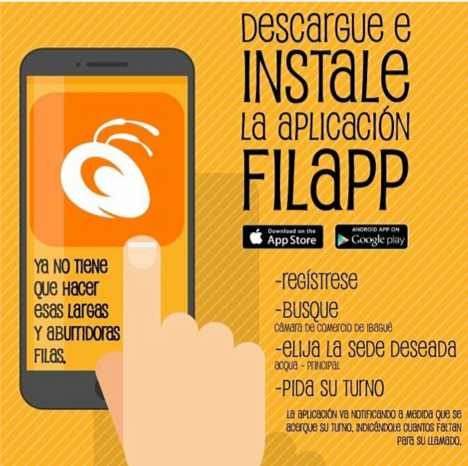 DESCARGUE E
INSTALE
LA APLICACIÓN
FILAPP
Download on the
App Store
ANDROID APP ON
Google play
YA NO TIENE
QUE HACER
ESAS LARGAS
Y ABURRIDORAS
FILAS.
-REGÍSTRESE
-BUSQUE
CÁMARA DE COMERCIO DE IBAGUÉ
-ELIJA LA SEDE DESEADA
ACQUA - PRINCIPAL
-PIDA SU TURNO
LA APLICACIÓN VA NOTIFICANDO A MEDIDA QUE SE
ACERQUE SU TURNO, INDICÁNDOLE CUANTOS FALTAN
PARA SU LLAMADO.